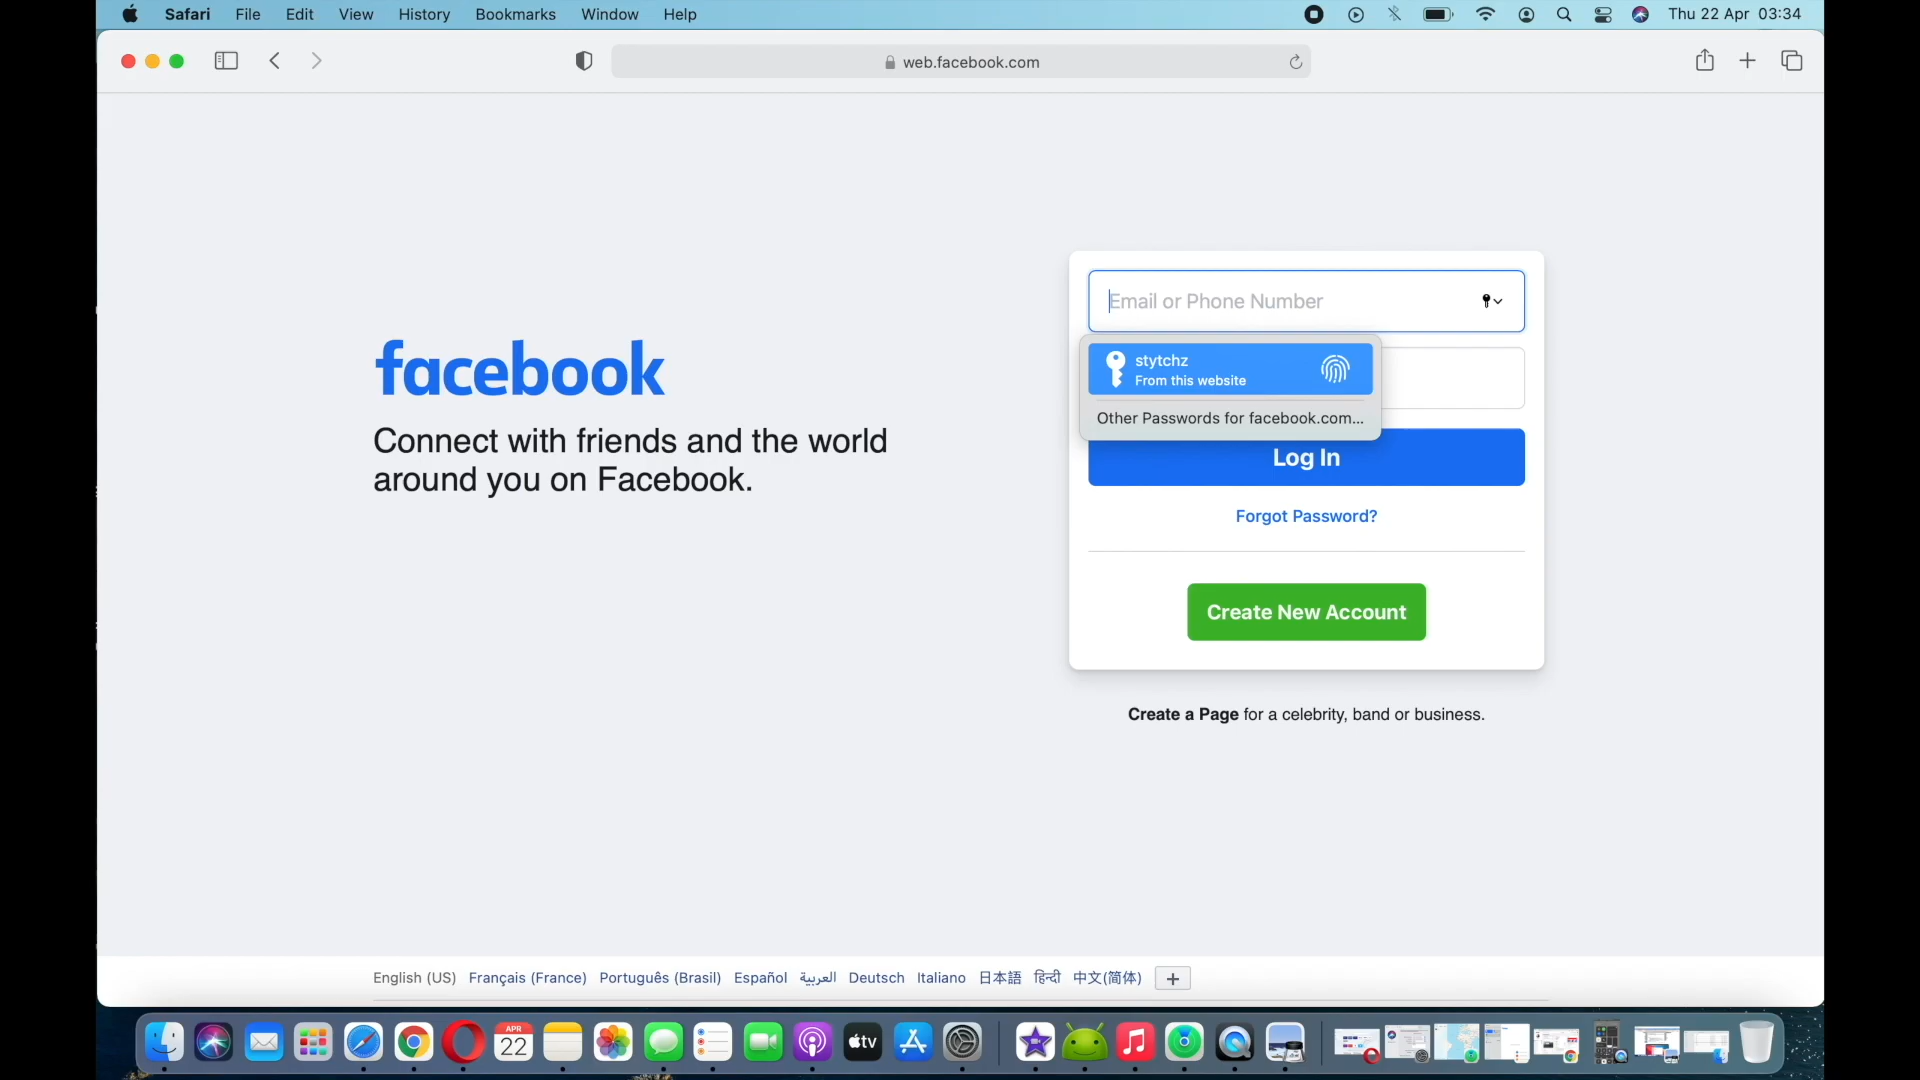 Safari File Edit View History Bookmarks Window Help Thu 22 Apr 03:34
web.facebook.com
Email or Phone Number
stytchz
From this website
Other Passwords for facebook.com...
facebook
Connect with friends and the world
around you on Facebook.
Log In
Forgot Password?
Create New Account
Create a Page for a celebrity, band or business.
English (US) Français (France) Português (Brasil) Español العربية Deutsch Italiano 日本語 हिन्दी 中文(简体) +
APR
22
tv